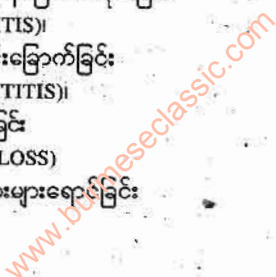 TIS)၊
ခြောက်ခြင်း
TITIS)၊
ခြင်း
LOSS)
များရောင်ခြင်း
www.burmeseclassic.com